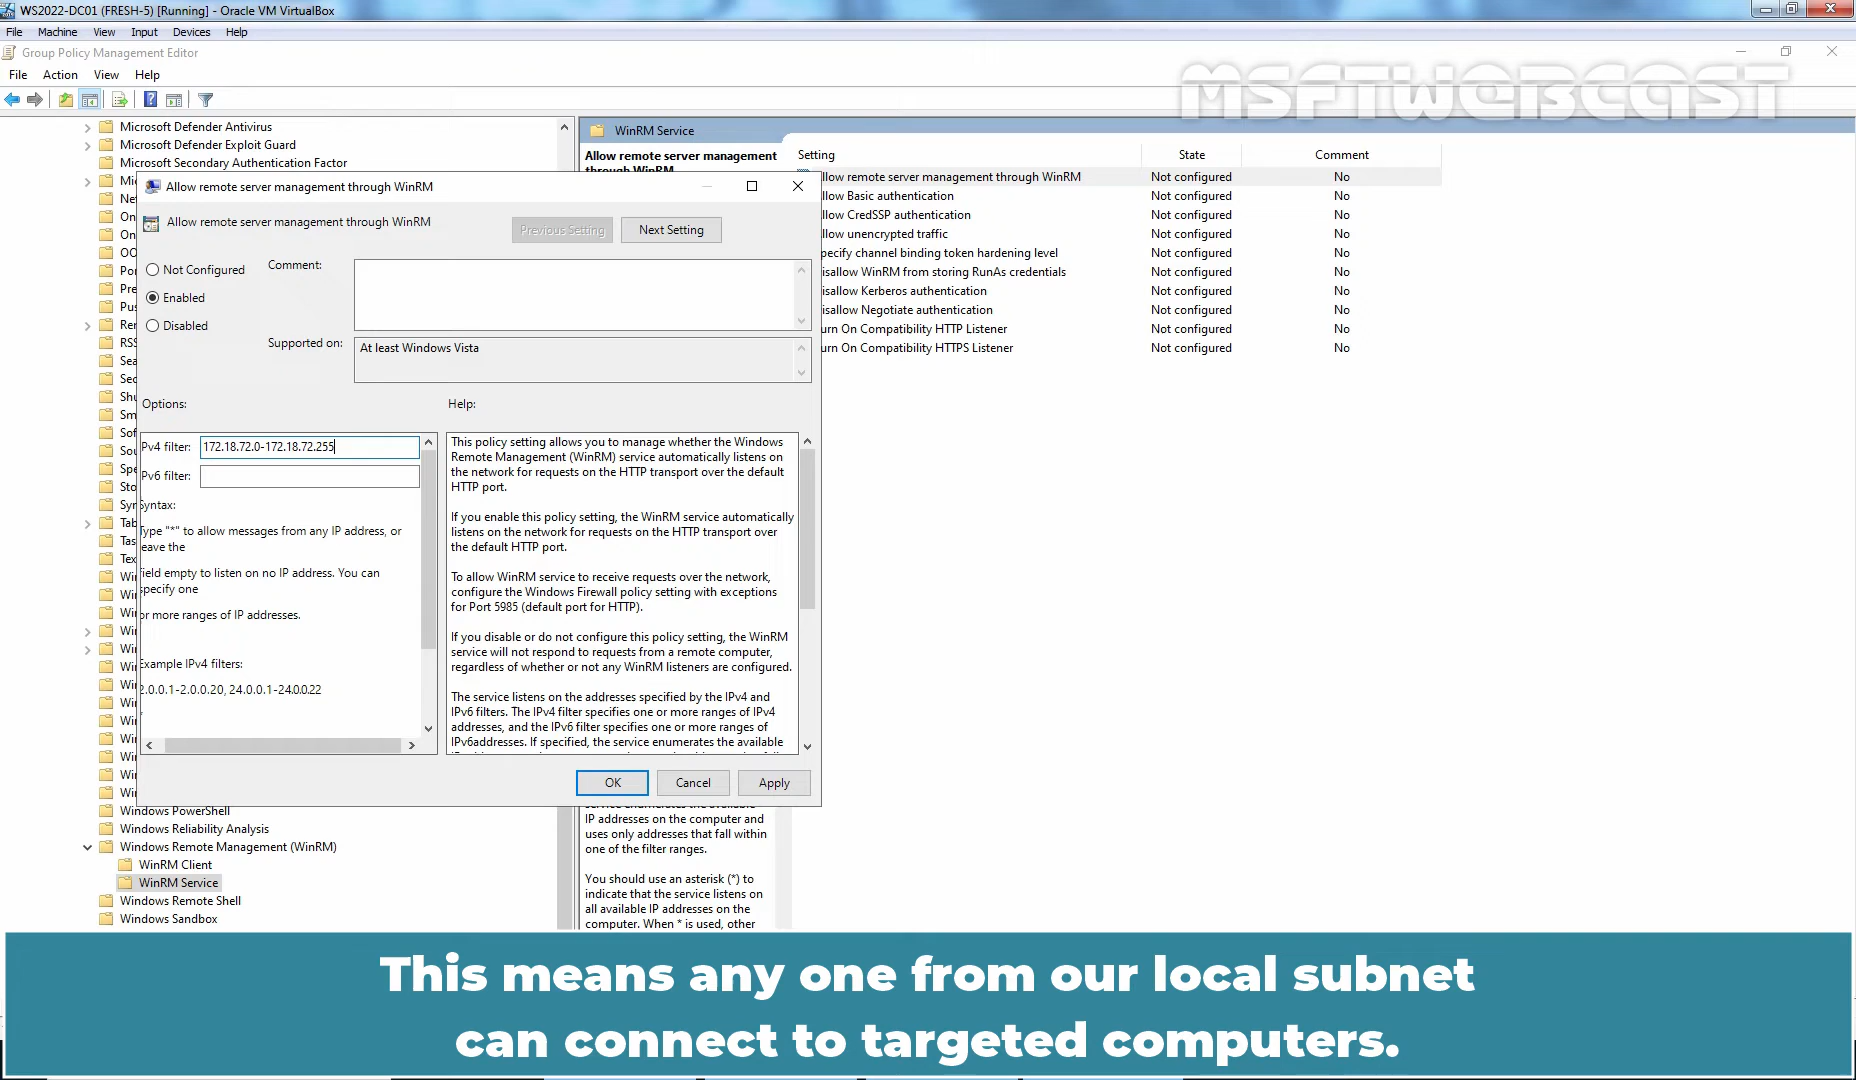 WS2022-DC01 (FRESH-5) [Running] - Oracle VM VirtualBox
File Machine View Input Devices Help
Group Policy Management Editor
File Action View Help
MSFTWEBCAST
Microsoft Defender Antivirus
Microsoft Defender Exploit Guard
Microsoft Secondary Authentication Factor
WinRM Service
Allow remote server management
through WinRM
Setting State Comment
llow remote server management through WinRM Not configured No
llow Basic authentication Not configured No
llow CredSSP authentication Not configured No
llow unencrypted traffic Not configured No
pecify channel binding token hardening level Not configured No
isallow WinRM from storing RunAs credentials Not configured No
isallow Kerberos authentication Not configured No
isallow Negotiate authentication Not configured No
urn On Compatibility HTTP Listener Not configured No
urn On Compatibility HTTPS Listener Not configured No
Allow remote server management through WinRM
Allow remote server management through WinRM
Previous Setting Next Setting
Not Configured
Enabled
Disabled
Comment:
Supported on:
At least Windows Vista
Options:
Help:
Pv4 filter: 172.18.72.0-172.18.72.255
Pv6 filter:
Syntax:
Type "*" to allow messages from any IP address, or
leave the
field empty to listen on no IP address. You can
specify one
or more ranges of IP addresses.
Example IPv4 filters:
2.0.0.1-2.0.0.20, 24.0.0.1-24.0.0.22
*
This policy setting allows you to manage whether the Windows
Remote Management (WinRM) service automatically listens on
the network for requests on the HTTP transport over the default
HTTP port.
If you enable this policy setting, the WinRM service automatically
listens on the network for requests on the HTTP transport over
the default HTTP port.
To allow WinRM service to receive requests over the network,
configure the Windows Firewall policy setting with exceptions
for Port 5985 (default port for HTTP).
If you disable or do not configure this policy setting, the WinRM
service will not respond to requests from a remote computer,
regardless of whether or not any WinRM listeners are configured.
The service listens on the addresses specified by the IPv4 and
IPv6 filters. The IPv4 filter specifies one or more ranges of IPv4
addresses, and the IPv6 filter specifies one or more ranges of
IPv6addresses. If specified, the service enumerates the available
OK Cancel Apply
Windows PowerShell
Windows Reliability Analysis
Windows Remote Management (WinRM)
WinRM Client
WinRM Service
Windows Remote Shell
Windows Sandbox
service enumerates the available
IP addresses on the computer and
uses only addresses that fall within
one of the filter ranges.
You should use an asterisk (*) to
indicate that the service listens on
all available IP addresses on the
computer. When * is used, other
This means any one from our local subnet
can connect to targeted computers.